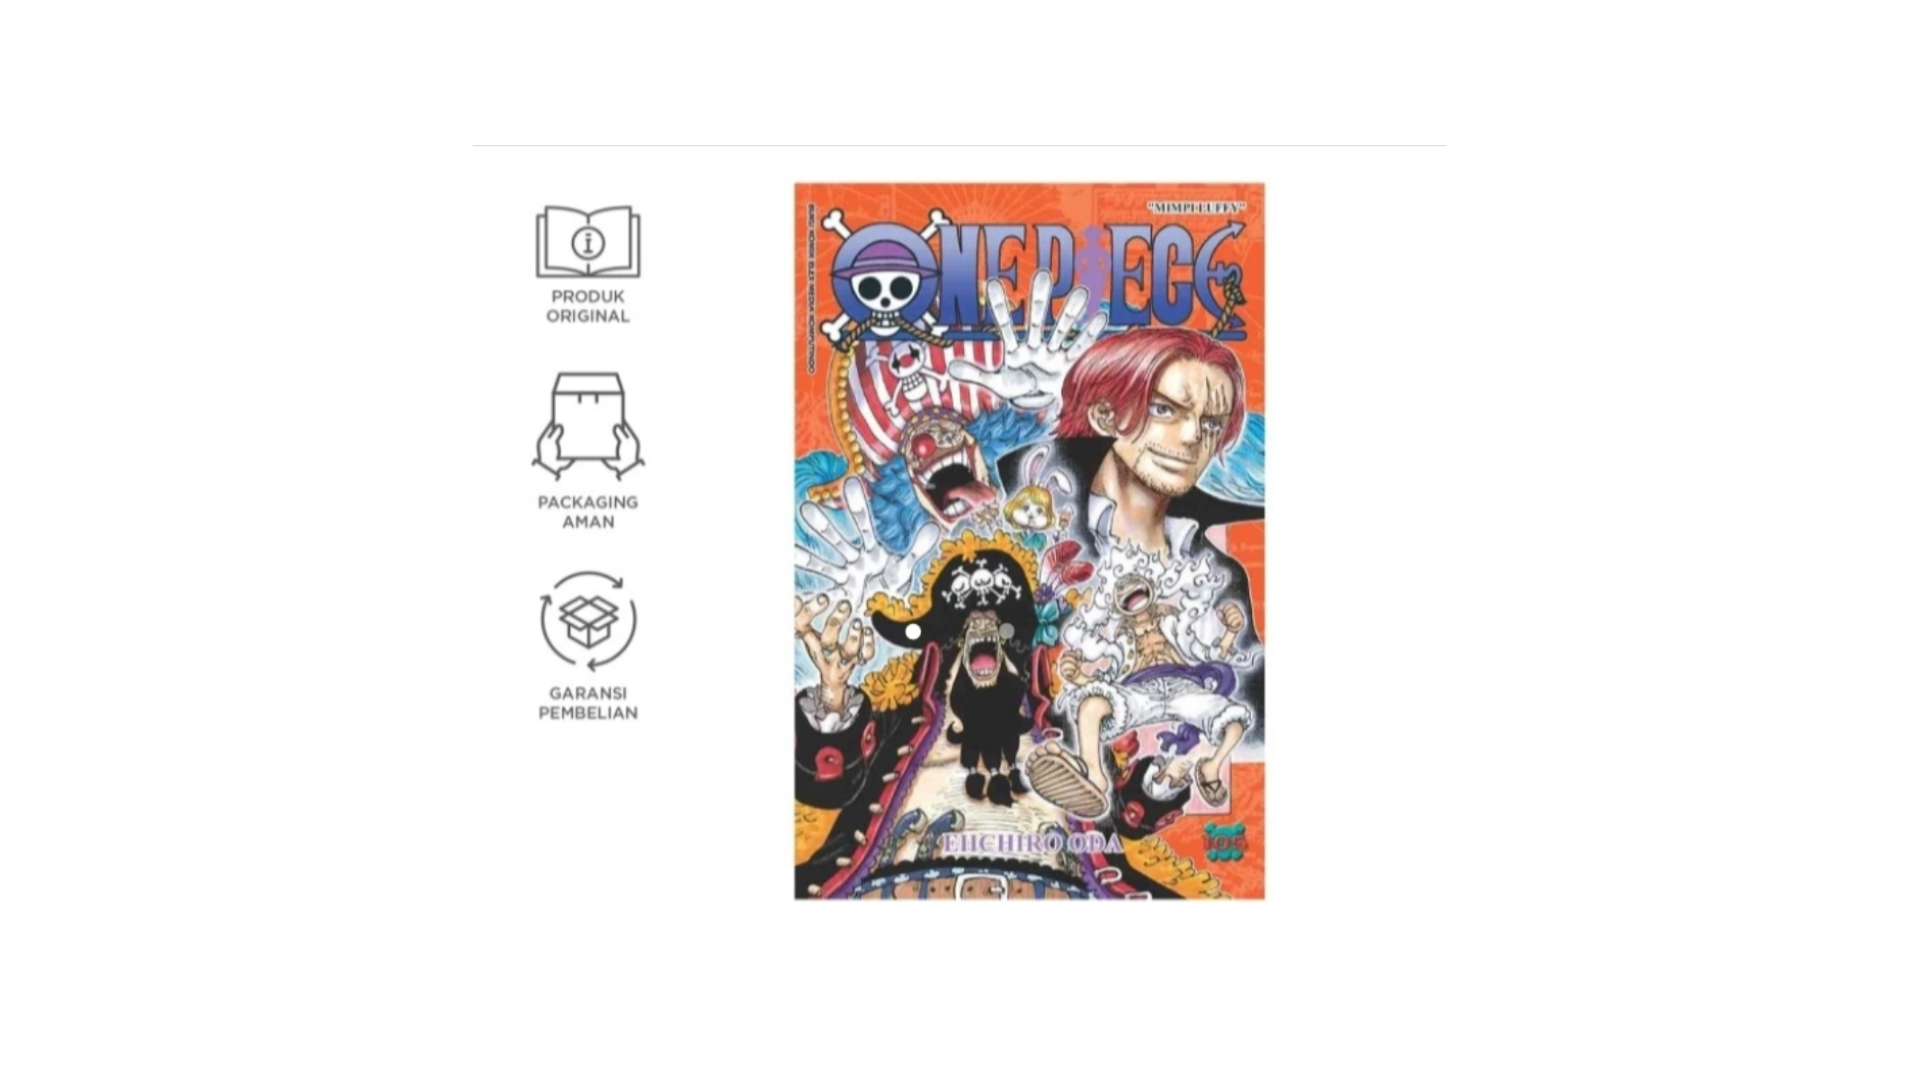 PRODUK
ORIGINAL
PACKAGING
AMAN
GARANSI
PEMBELIAN
"MIMPI LUFFY"
ONE PIECE
EIICHIRO ODA
105